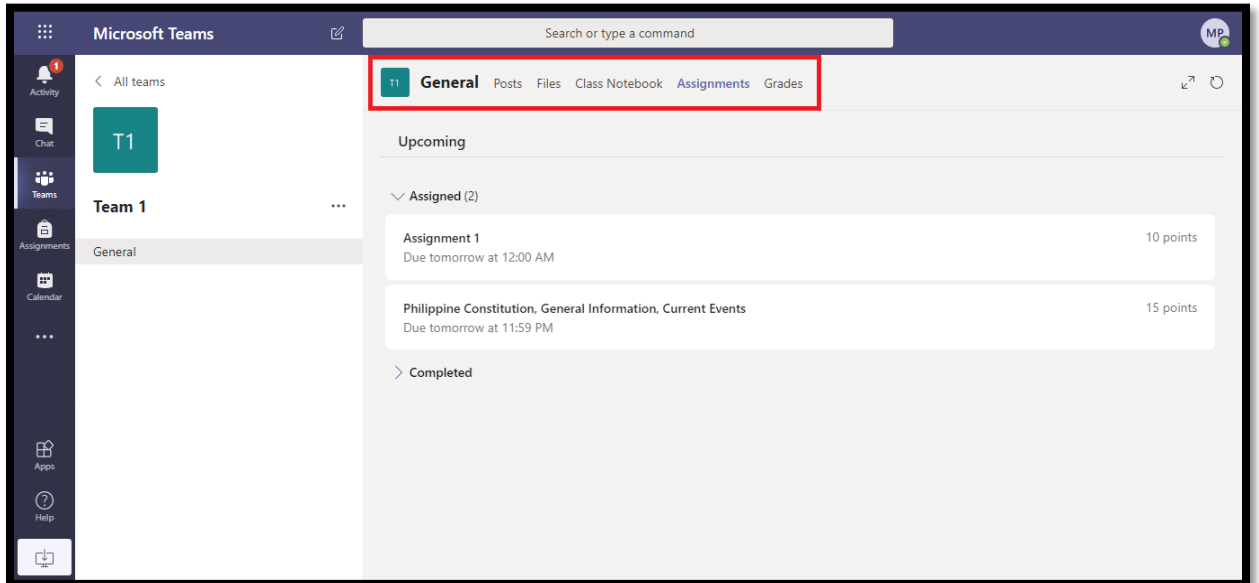 Microsoft Teams
Search or type a command
MP
1
Activity
Chat
Teams
Assignments
Calendar
Apps
Help
All teams
T1
Team 1
General
T1 General Posts Files Class Notebook Assignments Grades
Upcoming
Assigned (2)
Assignment 1 10 points
Due tomorrow at 12:00 AM
Philippine Constitution, General Information, Current Events 15 points
Due tomorrow at 11:59 PM
Completed